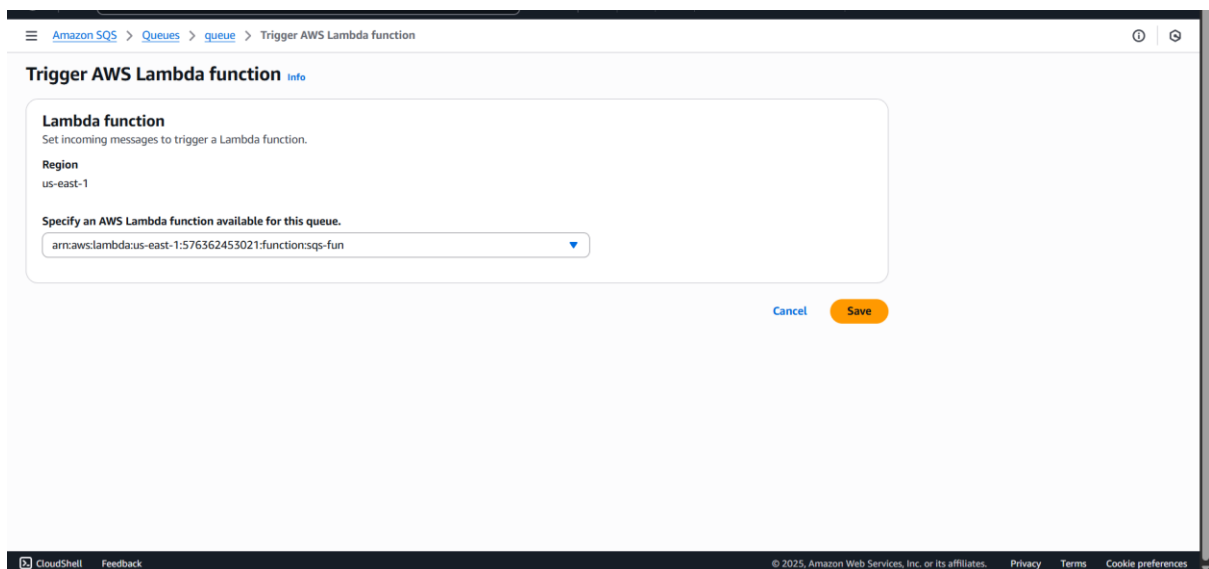 Amazon SQS > Queues > queue > Trigger AWS Lambda function
Trigger AWS Lambda function Info
Lambda function
Set incoming messages to trigger a Lambda function.
Region
us-east-1
Specify an AWS Lambda function available for this queue.
arn:aws:lambda:us-east-1:576362453021:function:sqs-fun
Cancel Save
CloudShell Feedback © 2025, Amazon Web Services, Inc. or its affiliates. Privacy Terms Cookie preferences